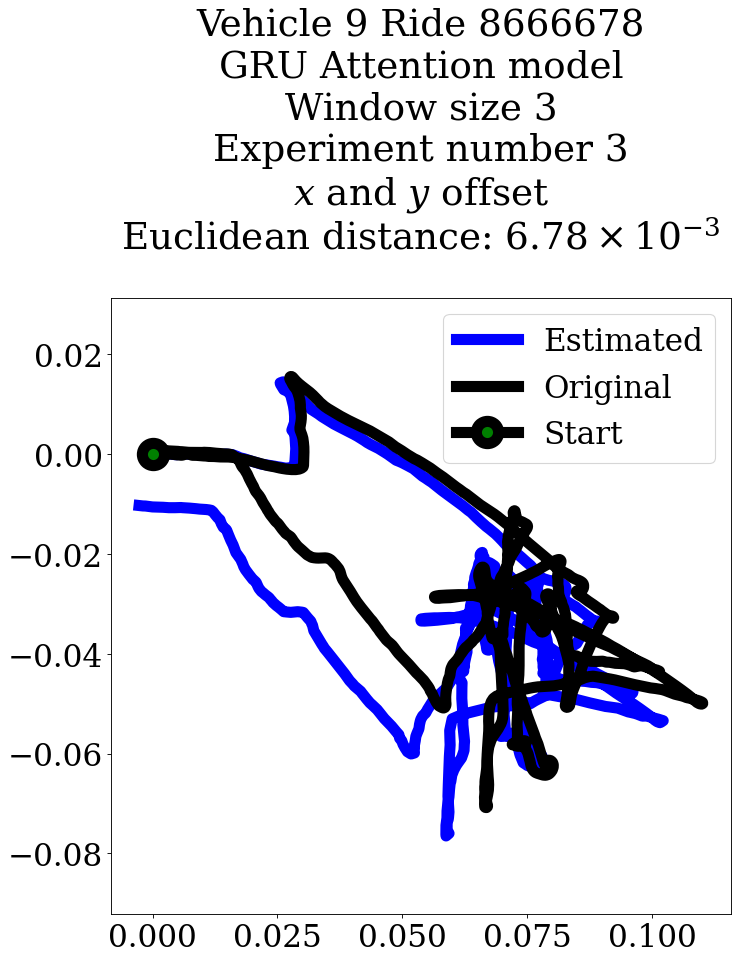 Vehicle 9 Ride 8666678
GRU Attention model
Window size 3
Experiment number 3
x and y offset
Euclidean distance: 6.78 × 10⁻³
Estimated
Original
Start
0.02
0.00
−0.02
−0.04
−0.06
−0.08
0.000 0.025 0.050 0.075 0.100